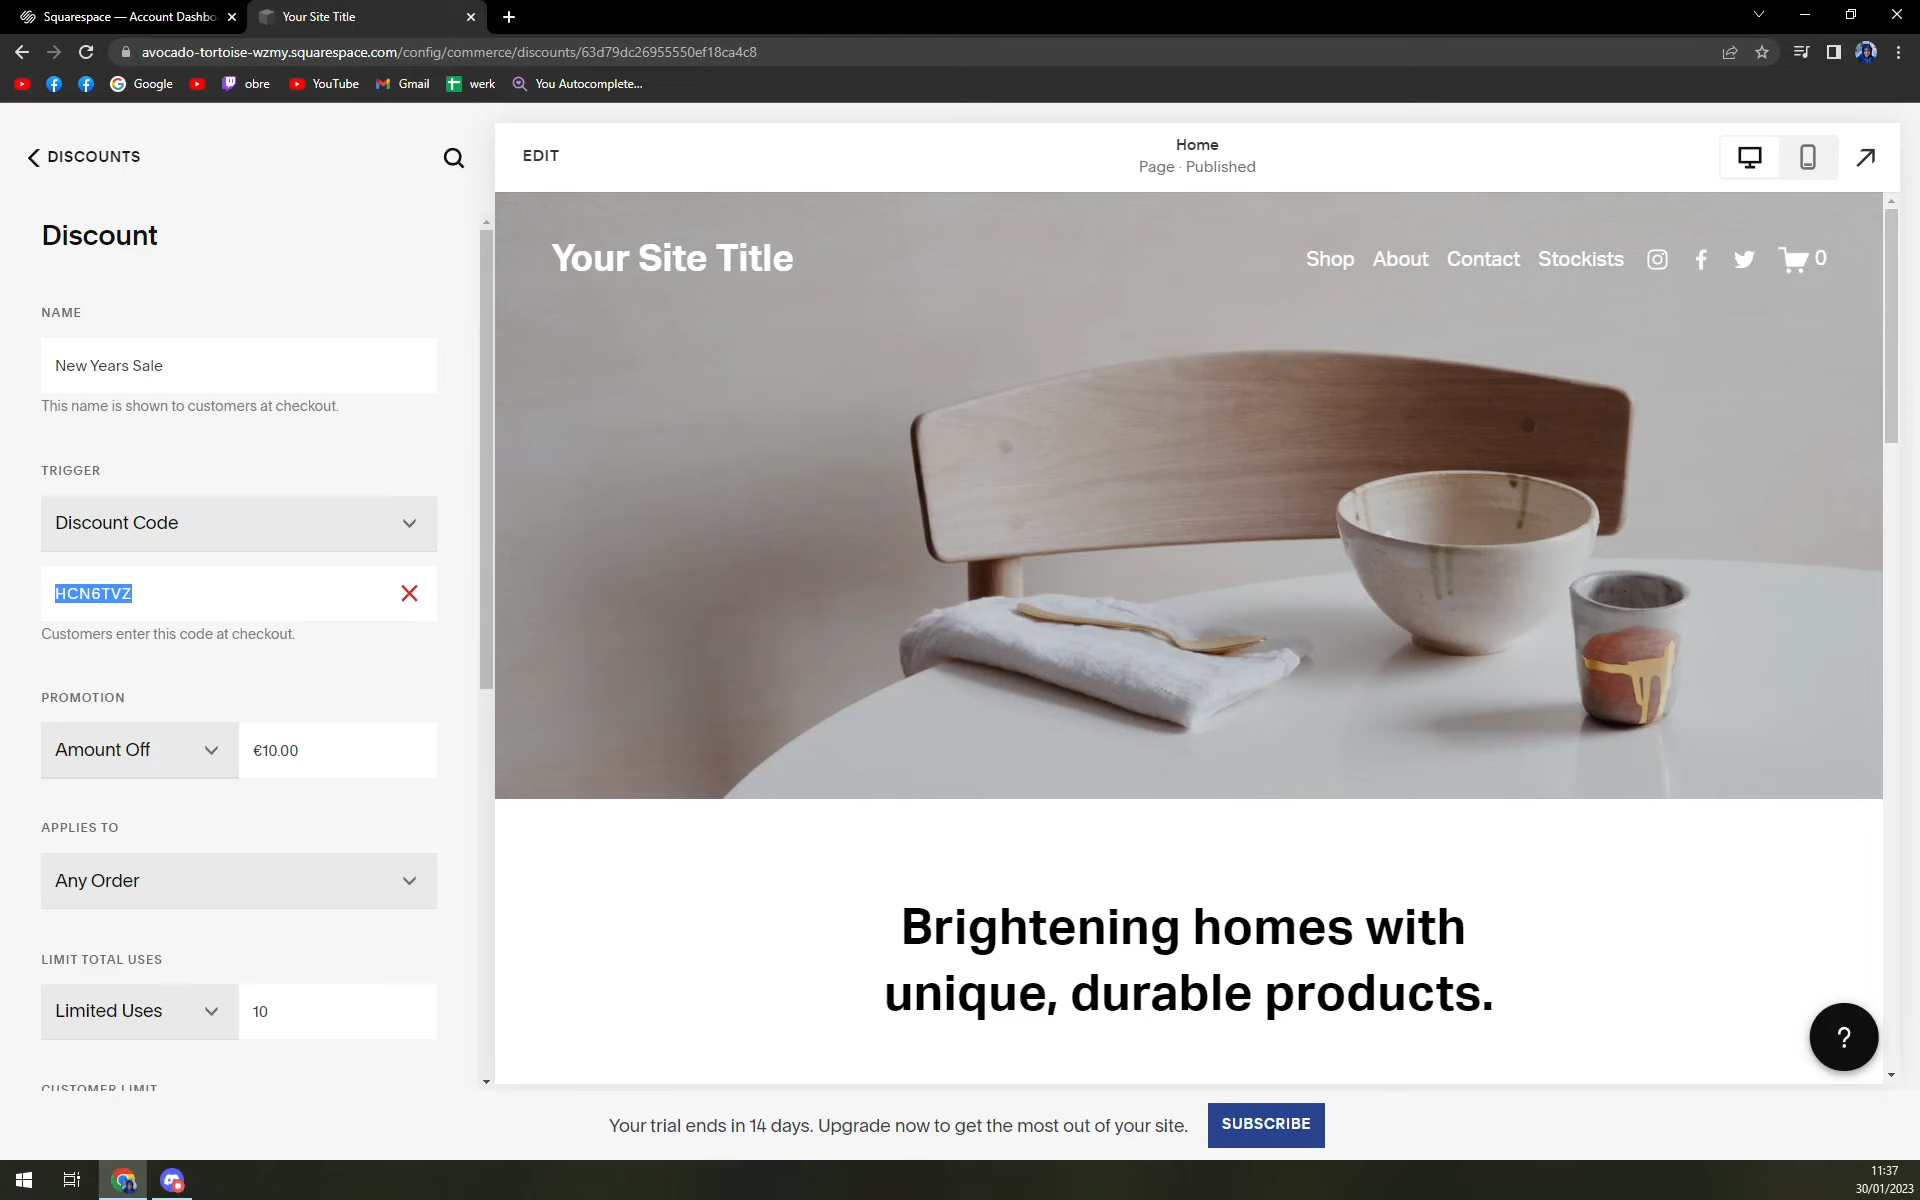 Squarespace — Account Dashbo
Your Site Title
avocado-tortoise-wzmy.squarespace.com/config/commerce/discounts/63d79dc26955550ef18ca4c8
Google
obre
YouTube
Gmail
werk
You Autocomplete...
DISCOUNTS
Discount
NAME
New Years Sale
This name is shown to customers at checkout.
TRIGGER
Discount Code
HCN6TVZ
Customers enter this code at checkout.
PROMOTION
Amount Off
€10.00
APPLIES TO
Any Order
LIMIT TOTAL USES
Limited Uses
10
CUSTOMER LIMIT
EDIT
Home
Page · Published
Your Site Title
Shop About Contact Stockists 0
Brightening homes with
unique, durable products.
?
Your trial ends in 14 days. Upgrade now to get the most out of your site.
SUBSCRIBE
11:37
30/01/2023